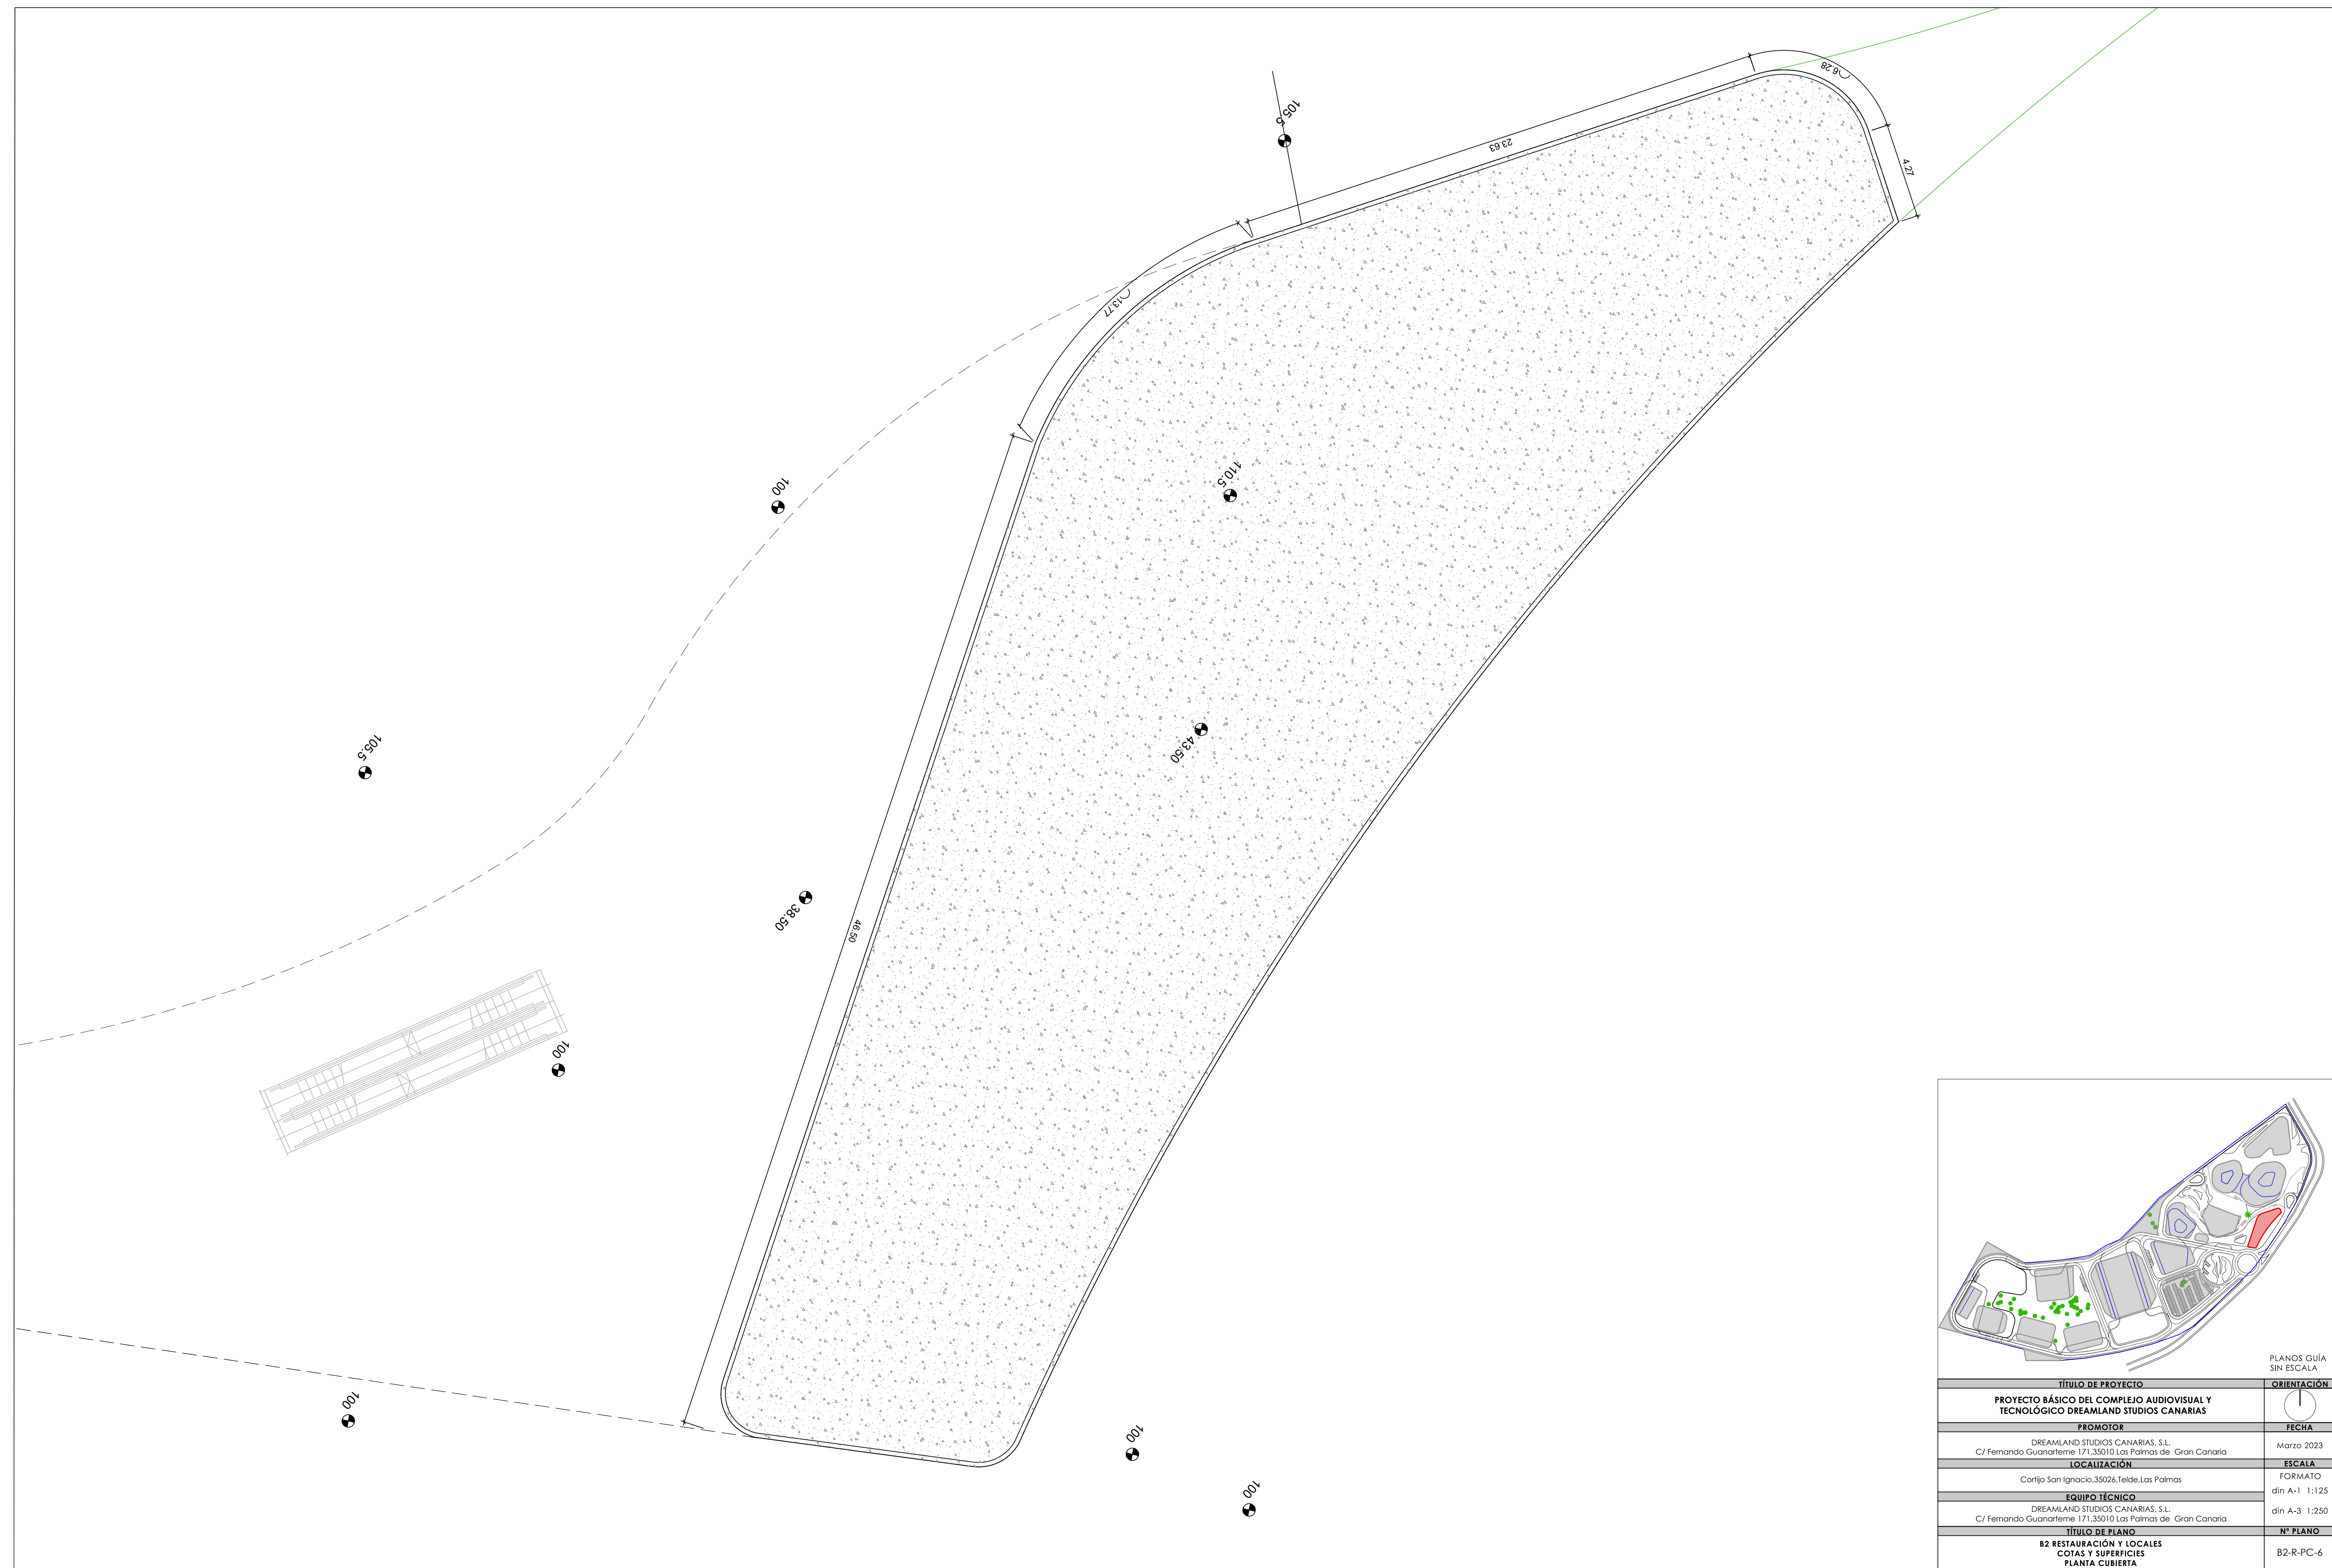 6.28
105.5
23.63
4.27
13.77
100
110.5
43.50
105.5
38.50
46.50
100
100
100
100
PLANOS GUÍA
SIN ESCALA
TÍTULO DE PROYECTO
ORIENTACIÓN
PROYECTO BÁSICO DEL COMPLEJO AUDIOVISUAL Y
TECNOLÓGICO DREAMLAND STUDIOS CANARIAS
PROMOTOR
FECHA
DREAMLAND STUDIOS CANARIAS, S.L.
C/ Fernando Guanarteme 171,35010 Las Palmas de Gran Canaria
Marzo 2023
LOCALIZACIÓN
ESCALA
Cortijo San Ignacio,35026,Telde,Las Palmas
FORMATO
din A-1 1:125
EQUIPO TÉCNICO
DREAMLAND STUDIOS CANARIAS, S.L.
C/ Fernando Guanarteme 171,35010 Las Palmas de Gran Canaria
din A-3 1:250
TÍTULO DE PLANO
Nº PLANO
B2 RESTAURACIÓN Y LOCALES
COTAS Y SUPERFICIES
PLANTA CUBIERTA
B2-R-PC-6